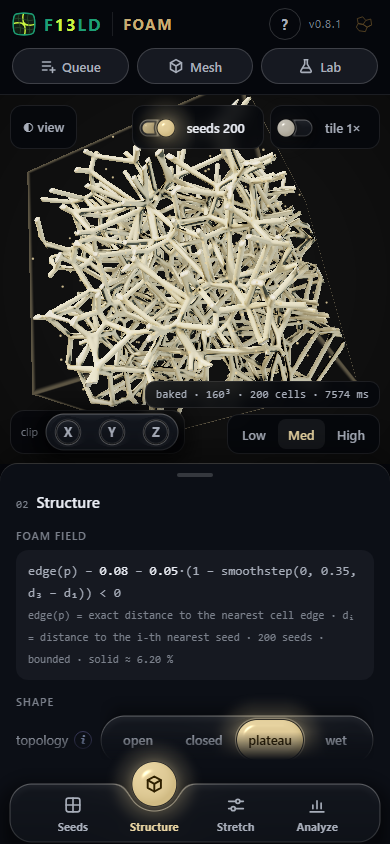 F13LD FOAM ? v0.8.1
Queue Mesh Lab
view seeds 200 tile 1×
baked · 160³ · 200 cells · 7574 ms
clip X Y Z Low Med High
02 Structure
FOAM FIELD
edge(p) − 0.08 − 0.05·(1 − smoothstep(0, 0.35,
d₃ − d₁)) < 0
edge(p) = exact distance to the nearest cell edge · dᵢ
= distance to the i-th nearest seed · 200 seeds ·
bounded · solid ≈ 6.20 %
SHAPE
topology i open closed plateau wet
Seeds Structure Stretch Analyze